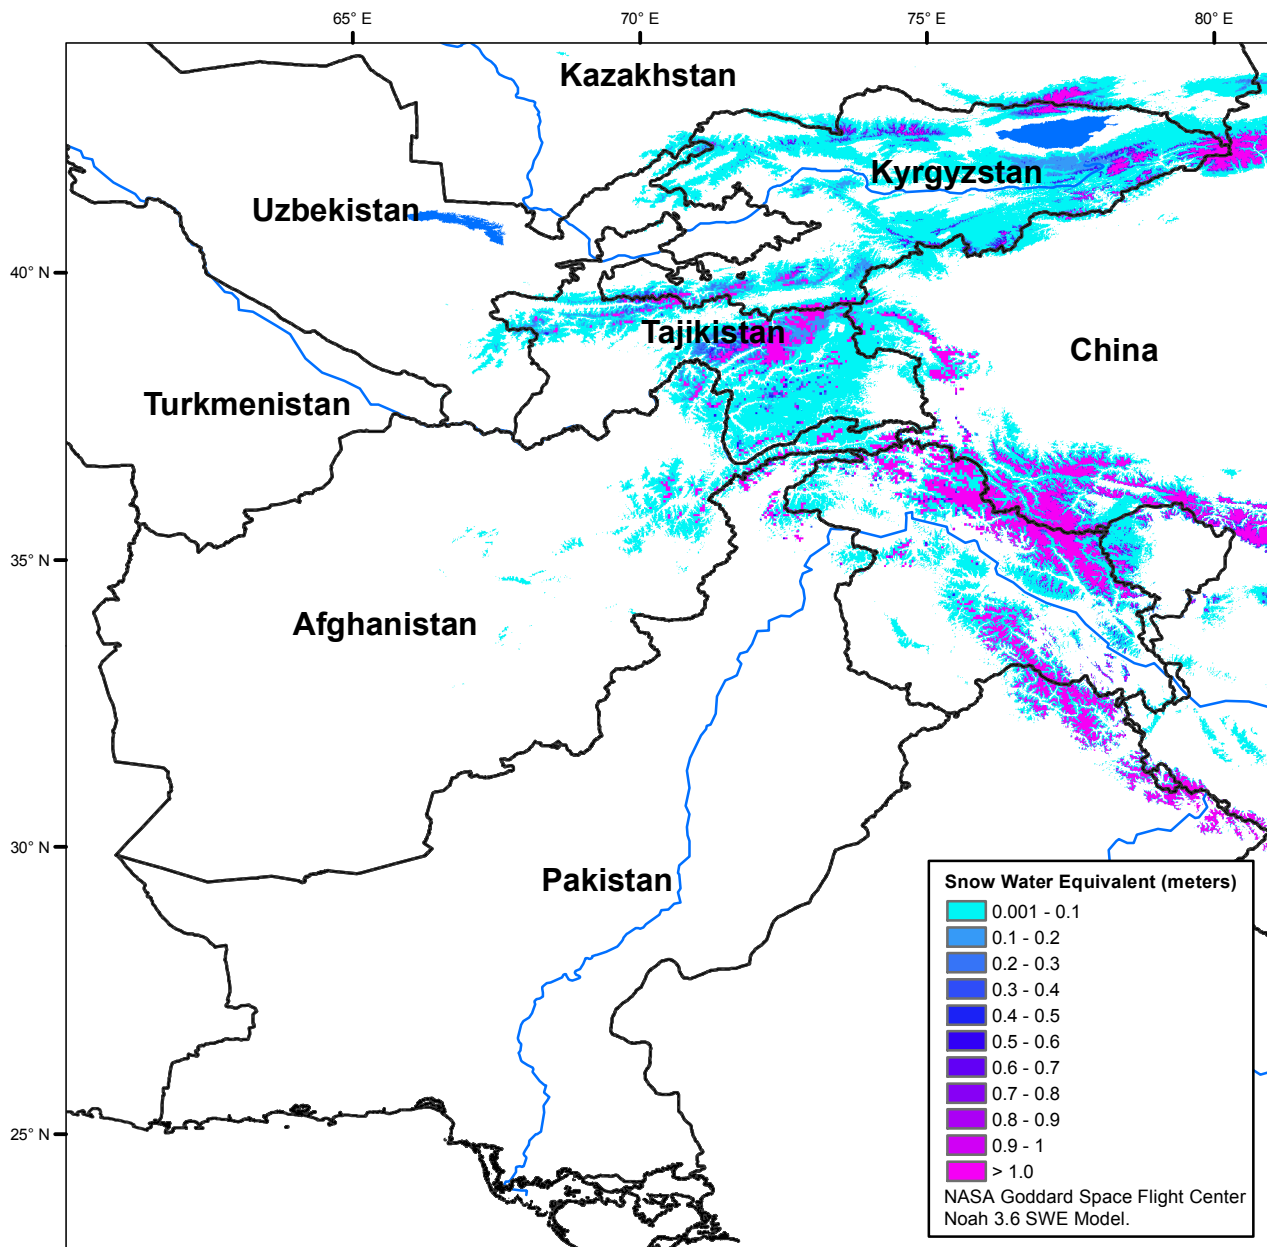 65° E
70° E
75° E
80° E
Kazakhstan
Kyrgyzstan
Uzbekistan
40° N
Tajikistan
China
Turkmenistan
35° N
Afghanistan
30° N
Pakistan
25° N
Snow Water Equivalent (meters)
0.001 - 0.1
0.1 - 0.2
0.2 - 0.3
0.3 - 0.4
0.4 - 0.5
0.5 - 0.6
0.6 - 0.7
0.7 - 0.8
0.8 - 0.9
0.9 - 1
> 1.0
NASA Goddard Space Flight Center
Noah 3.6 SWE Model.